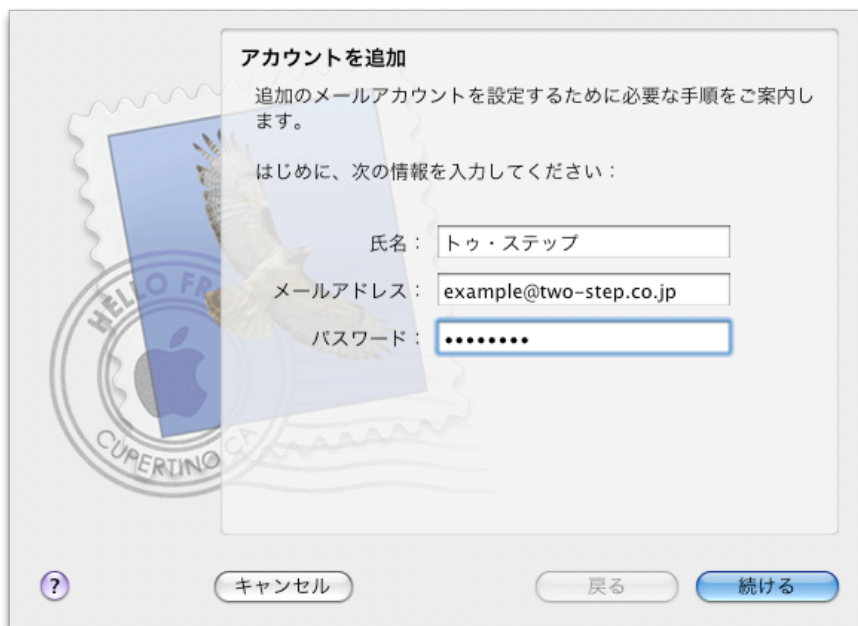 アカウントを追加
追加のメールアカウントを設定するために必要な手順をご案内し
ます。
はじめに、次の情報を入力してください：
氏名： トゥ・ステップ
メールアドレス： example@two-step.co.jp
パスワード： ••••••••
HELLO FR
CUPERTINO CA
?
キャンセル
戻る
続ける